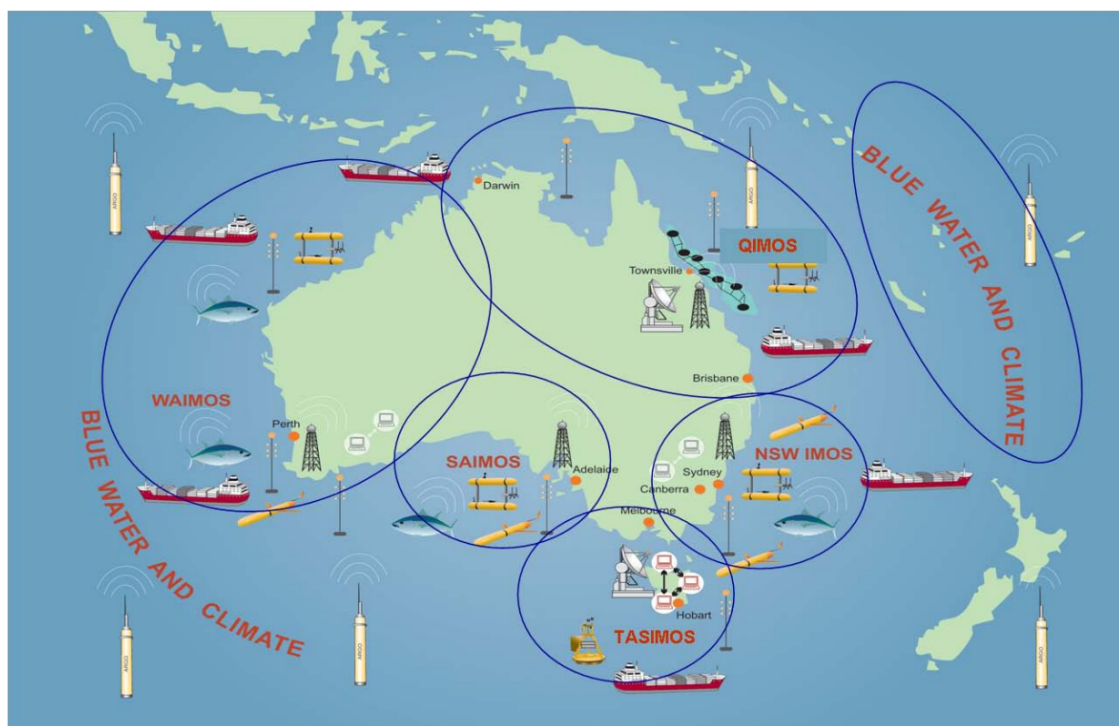 Darwin
BLUE WATER AND CLIMATE
QIMOS
Townsville
Brisbane
WAIMOS
Perth
SAIMOS
Adelaide
NSW IMOS
Sydney
Canberra
Melbourne
BLUE WATER AND CLIMATE
Hobart
TASIMOS